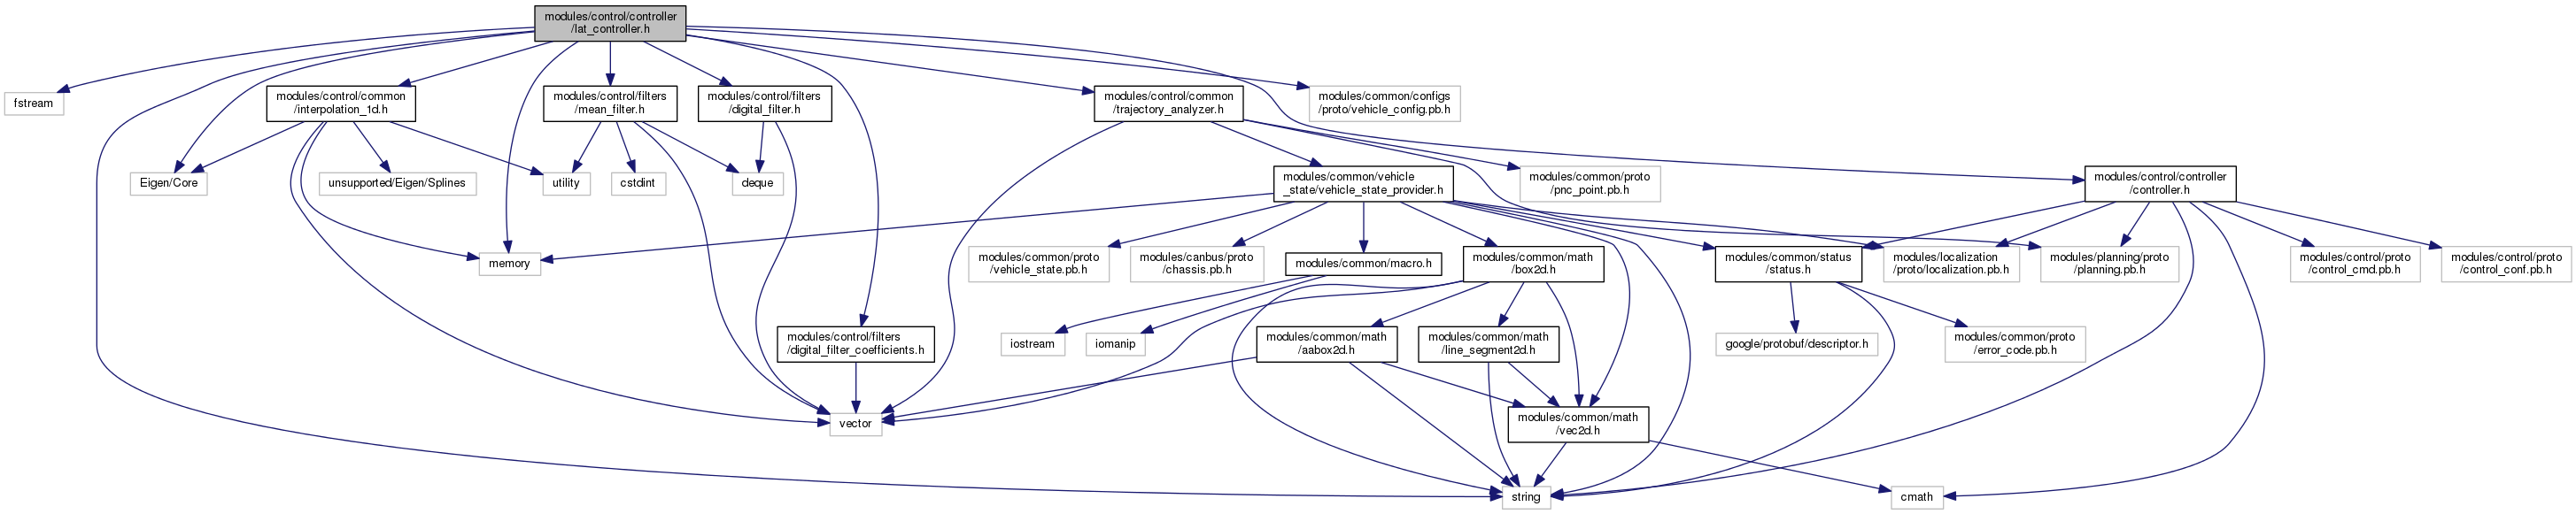 modules/control/controller
/lat_controller.h
fstream
modules/control/common
/interpolation_1d.h
modules/control/filters
/mean_filter.h
modules/control/filters
/digital_filter.h
modules/control/common
/trajectory_analyzer.h
modules/common/configs
/proto/vehicle_config.pb.h
Eigen/Core
unsupported/Eigen/Splines
utility
cstdint
deque
modules/common/vehicle
_state/vehicle_state_provider.h
modules/common/proto
/pnc_point.pb.h
modules/control/controller
/controller.h
memory
modules/common/proto
/vehicle_state.pb.h
modules/canbus/proto
/chassis.pb.h
modules/common/macro.h
modules/common/math
/box2d.h
modules/common/status
/status.h
modules/localization
/proto/localization.pb.h
modules/planning/proto
/planning.pb.h
modules/control/proto
/control_cmd.pb.h
modules/control/proto
/control_conf.pb.h
modules/control/filters
/digital_filter_coefficients.h
iostream
iomanip
modules/common/math
/aabox2d.h
modules/common/math
/line_segment2d.h
google/protobuf/descriptor.h
modules/common/proto
/error_code.pb.h
vector
modules/common/math
/vec2d.h
string
cmath